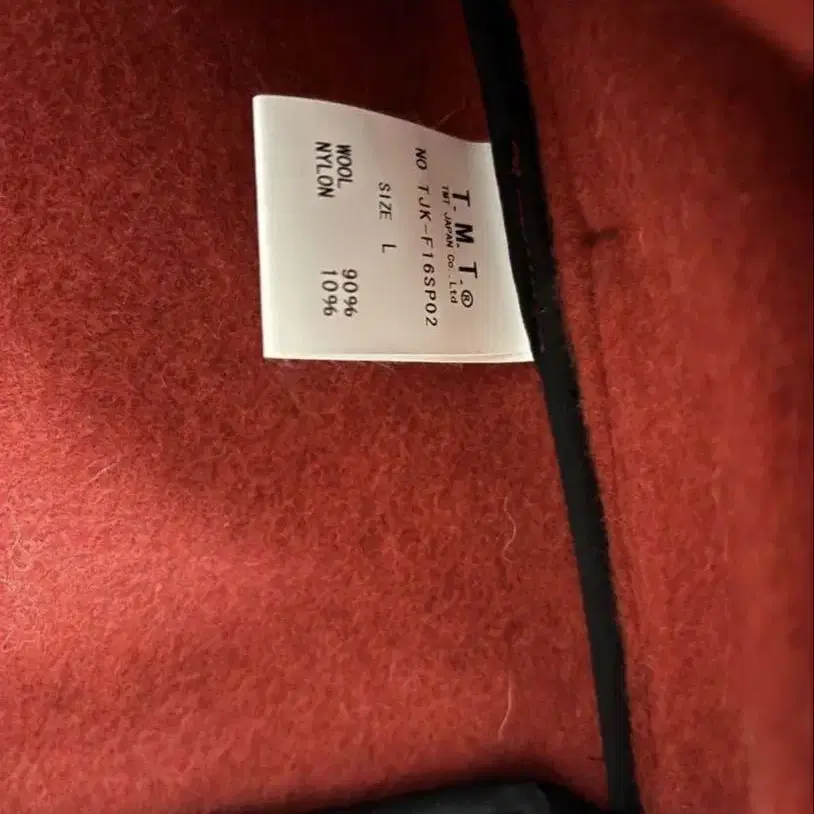 T.M.T.®
TMT JAPAN Co.,Ltd
NO TJK-F16SP02
SIZE L
WOOL 90%
NYLON 10%